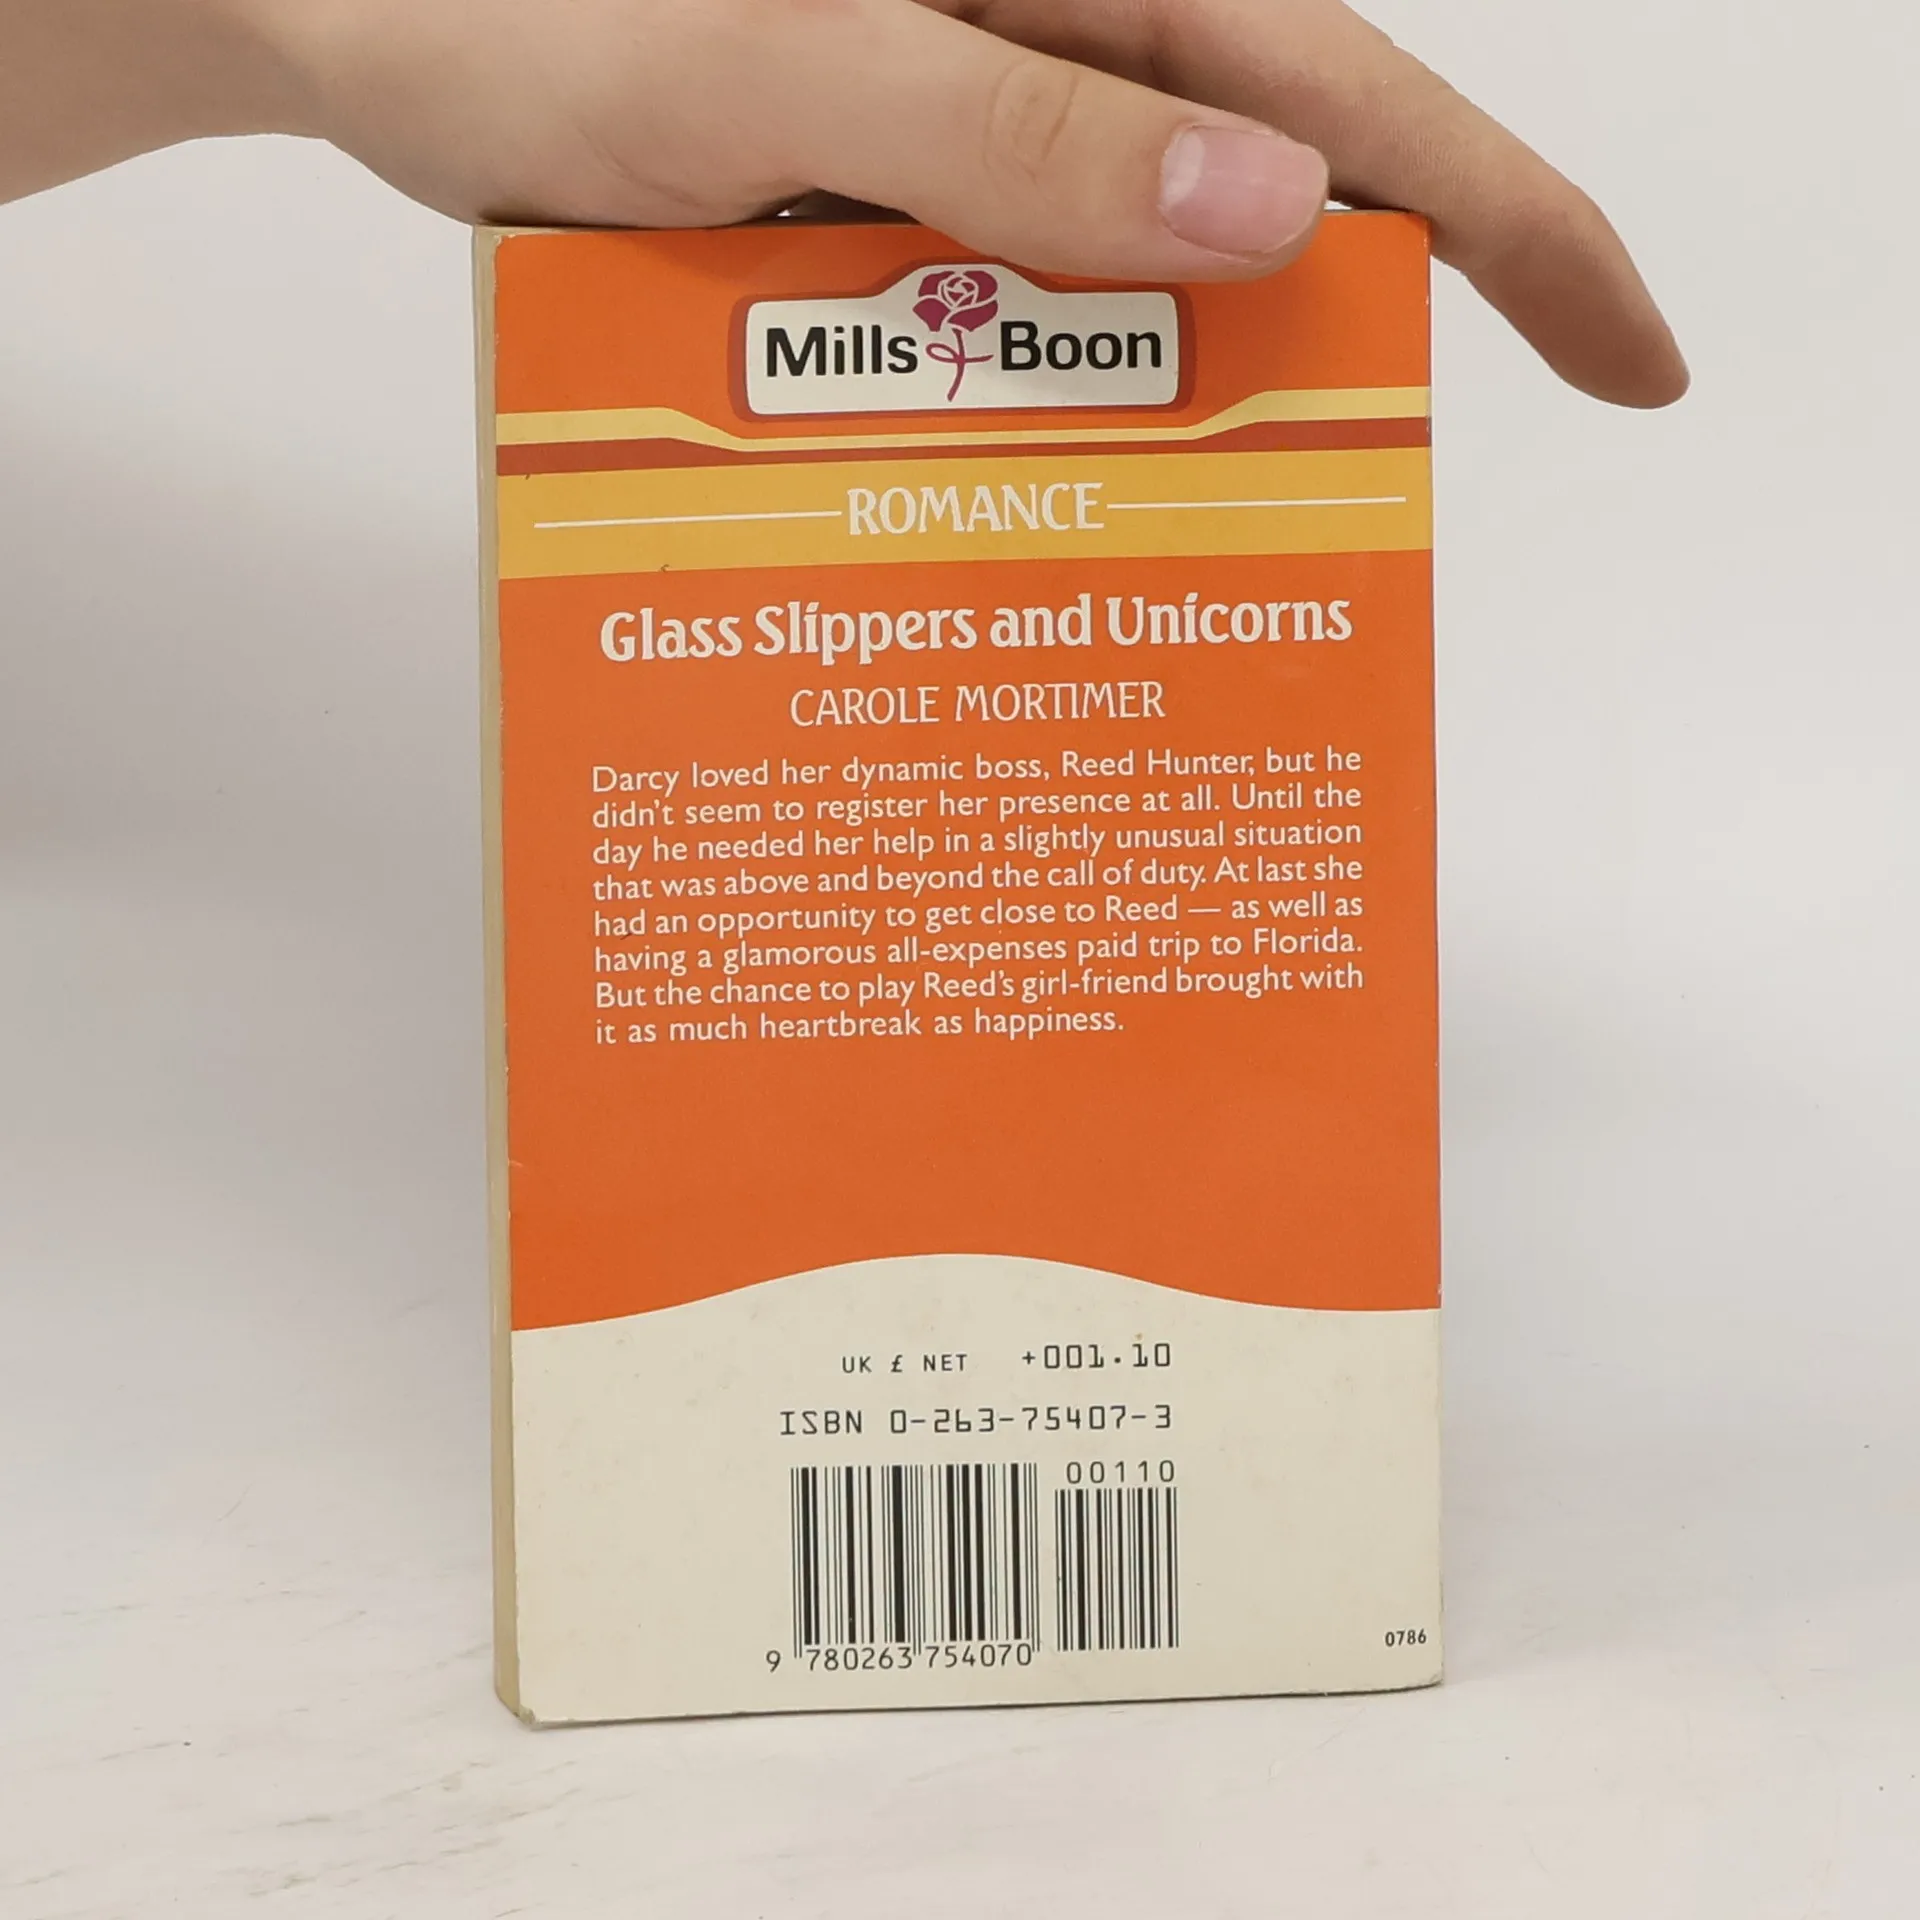 Mills & Boon
ROMANCE
Glass Slippers and Unicorns
CAROLE MORTIMER
Darcy loved her dynamic boss, Reed Hunter, but he
didn't seem to register her presence at all. Until the
day he needed her help in a slightly unusual situation
that was above and beyond the call of duty. At last she
had an opportunity to get close to Reed — as well as
having a glamorous all-expenses paid trip to Florida.
But the chance to play Reed's girl-friend brought with
it as much heartbreak as happiness.
UK £ NET +001.10
ISBN 0-263-75407-3
00110
9 780263 754070
0786